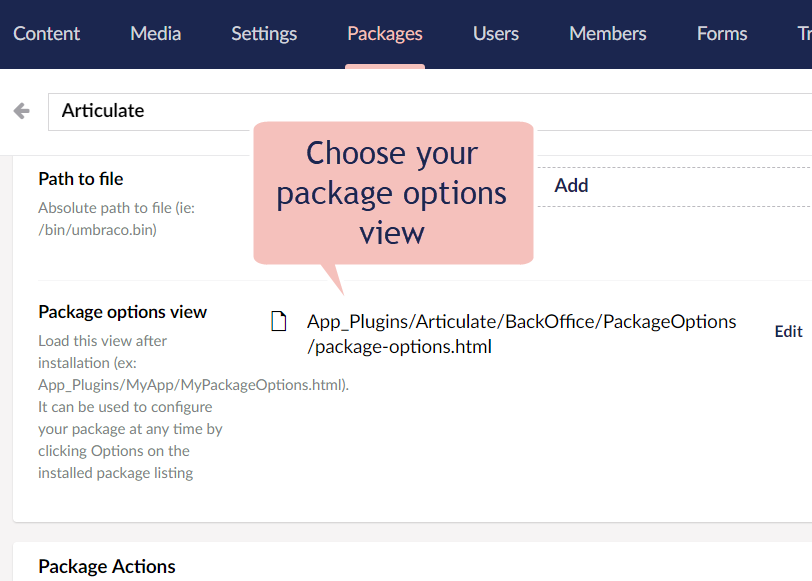 Content Media Settings Packages Users Members Forms
Articulate
Choose your
package options
view
Path to file
Absolute path to file (ie:
/bin/umbraco.bin)
Add
Package options view
Load this view after
installation (ex:
App_Plugins/MyApp/MyPackageOptions.html).
It can be used to configure
your package at any time by
clicking Options on the
installed package listing
App_Plugins/Articulate/BackOffice/PackageOptions
/package-options.html
Edit
Package Actions